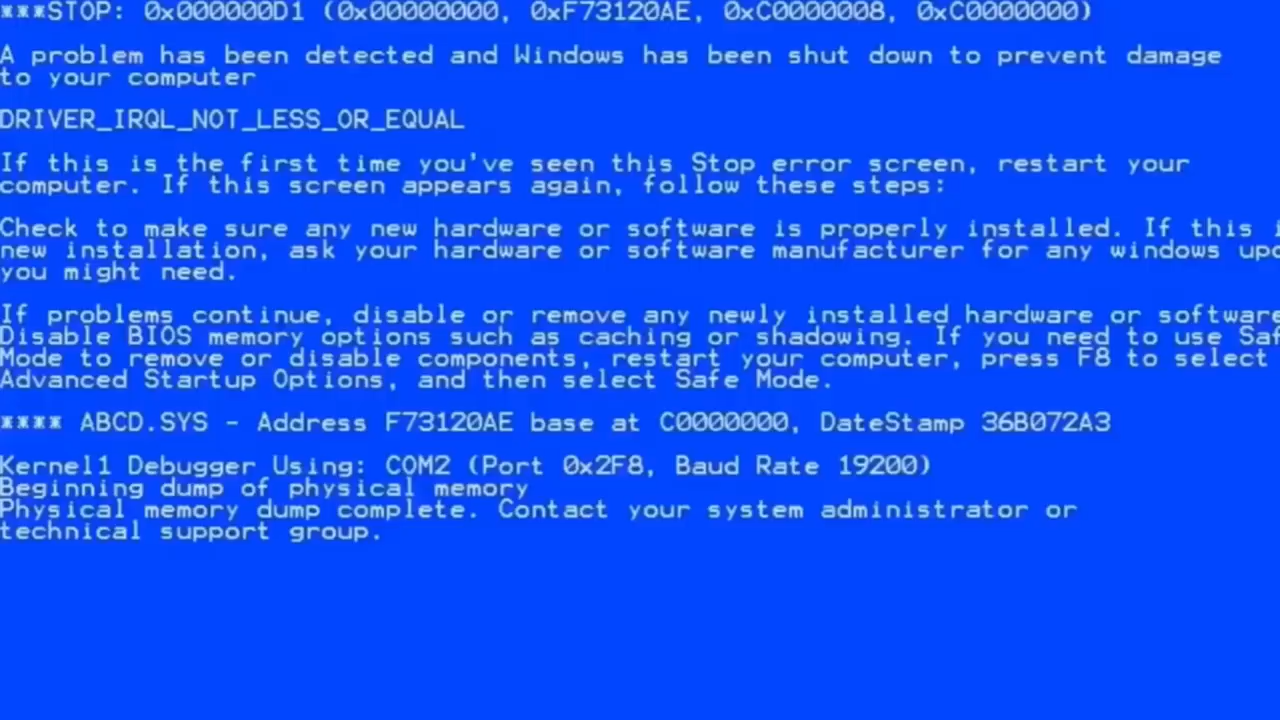 ***STOP: 0x000000D1 (0x00000000, 0xF73120AE, 0xC0000008, 0xC0000000)
A problem has been detected and Windows has been shut down to prevent damage
to your computer
DRIVER_IRQL_NOT_LESS_OR_EQUAL
If this is the first time you've seen this Stop error screen, restart your
computer. If this screen appears again, follow these steps:
Check to make sure any new hardware or software is properly installed. If this
new installation, ask your hardware or software manufacturer for any windows
you might need.
If problems continue, disable or remove any newly installed hardware or software
Disable BIOS memory options such as caching or shadowing. If you need to use
Mode to remove or disable components, restart your computer, press F8 to select
Advanced Startup Options, and then select Safe Mode.
**** ABCD.SYS - Address F73120AE base at C0000000, DateStamp 36B072A3
Kernel1 Debugger Using: COM2 (Port 0x2F8, Baud Rate 19200)
Beginning dump of physical memory
Physical memory dump complete. Contact your system administrator or
technical support group.